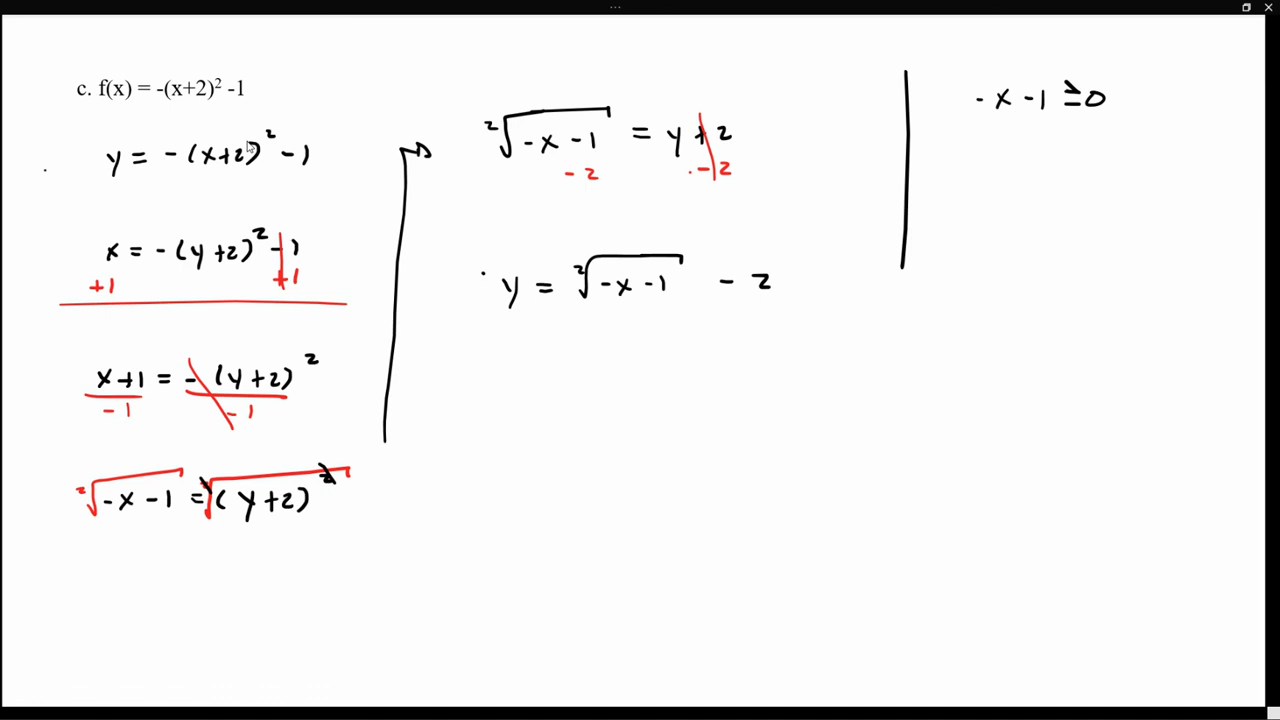 c. f(x) = -(x+2)² -1
y = -(x+2)² - 1
x = -(y+2)² - 1
+1 +1
x+1 = -(y+2)²
-1 -1
²√(-x-1) = ²√((y+2)²)
²√(-x-1) = y+2
-2 -2
y = ²√(-x-1) - 2
-x-1 ≥ 0